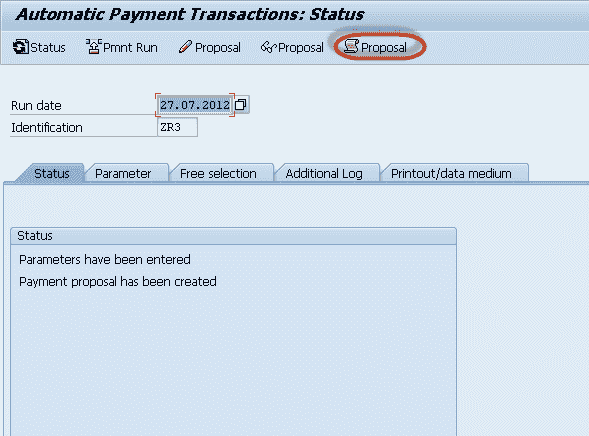 Automatic Payment Transactions: Status
Status Pmnt Run Proposal Proposal Proposal
Run date 27.07.2012
Identification ZR3
Status Parameter Free selection Additional Log Printout/data medium
Status
Parameters have been entered
Payment proposal has been created